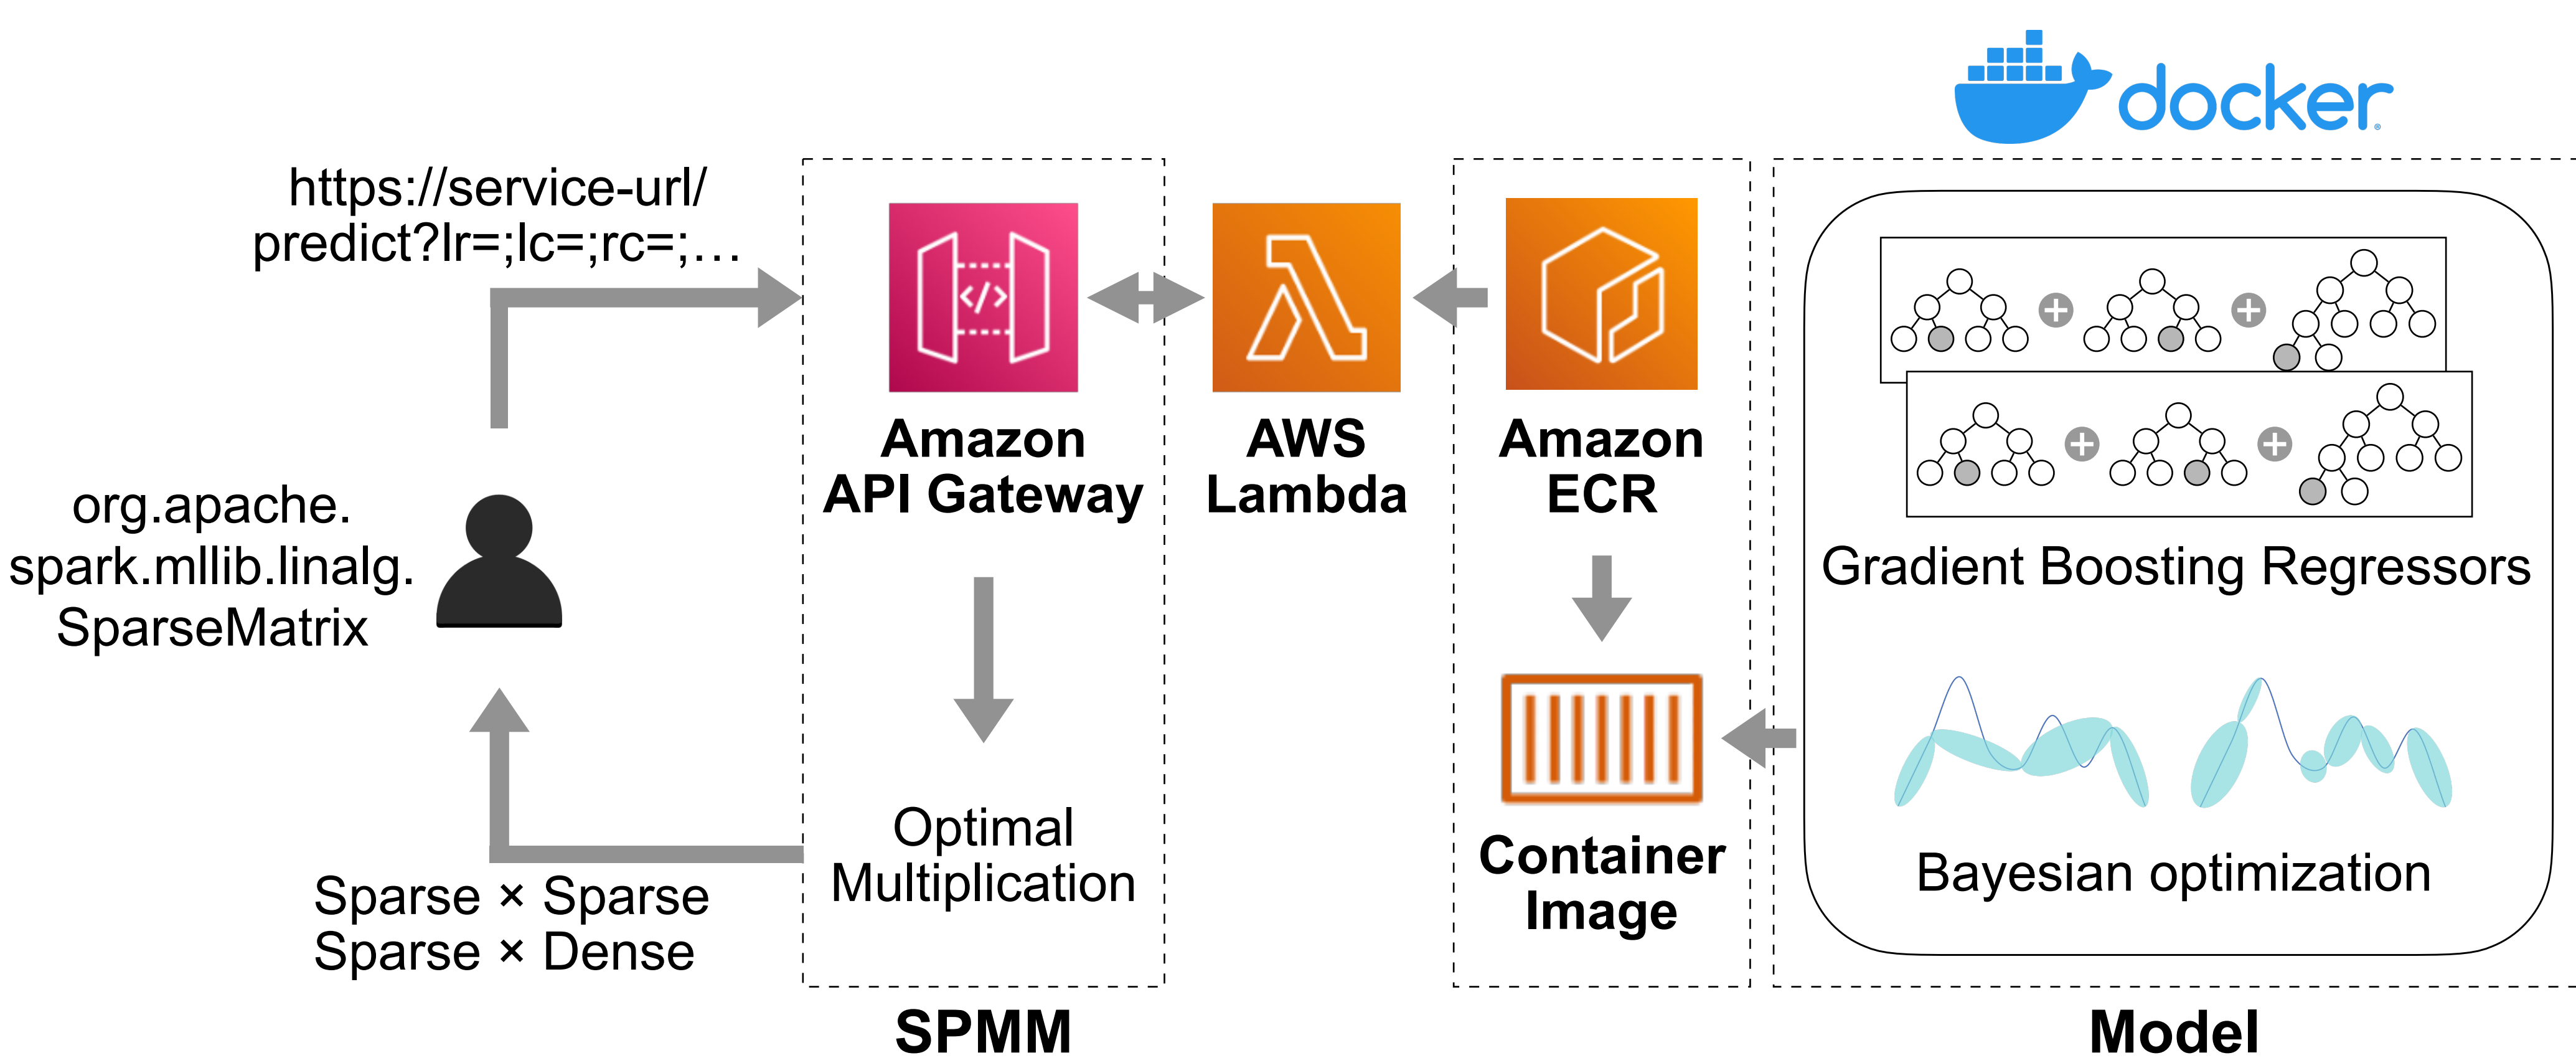 docker
https://service-url/
predict?lr=;lc=;rc=;…
</>
Amazon
API Gateway
AWS
Lambda
Amazon
ECR
org.apache.
spark.mllib.linalg.
SparseMatrix
Gradient Boosting Regressors
Optimal
Multiplication
Container
Image
Bayesian optimization
Sparse × Sparse
Sparse × Dense
SPMM
Model